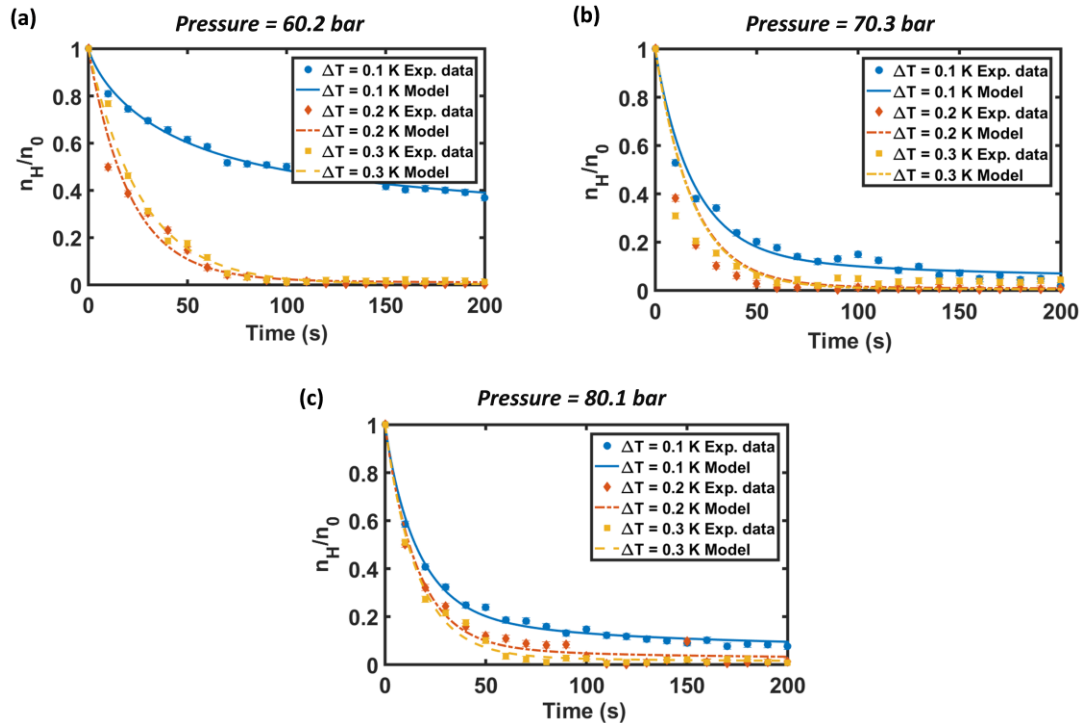 (a)
Pressure = 60.2 bar
1
0.8
0.6
0.4
0.2
0
n_H/n_0
ΔT = 0.1 K Exp. data
ΔT = 0.1 K Model
ΔT = 0.2 K Exp. data
ΔT = 0.2 K Model
ΔT = 0.3 K Exp. data
ΔT = 0.3 K Model
0 50 100 150 200
Time (s)
(b)
Pressure = 70.3 bar
1
0.8
0.6
0.4
0.2
0
n_H/n_0
ΔT = 0.1 K Exp. data
ΔT = 0.1 K Model
ΔT = 0.2 K Exp. data
ΔT = 0.2 K Model
ΔT = 0.3 K Exp. data
ΔT = 0.3 K Model
0 50 100 150 200
Time (s)
(c)
Pressure = 80.1 bar
1
0.8
0.6
0.4
0.2
0
n_H/n_0
ΔT = 0.1 K Exp. data
ΔT = 0.1 K Model
ΔT = 0.2 K Exp. data
ΔT = 0.2 K Model
ΔT = 0.3 K Exp. data
ΔT = 0.3 K Model
0 50 100 150 200
Time (s)